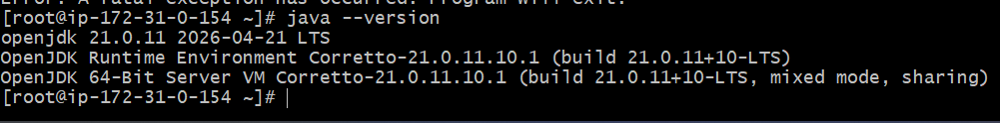 Error: A fatal exception has occurred. Program will exit.
[root@ip-172-31-0-154 ~]# java --version
openjdk 21.0.11 2026-04-21 LTS
OpenJDK Runtime Environment Corretto-21.0.11.10.1 (build 21.0.11+10-LTS)
OpenJDK 64-Bit Server VM Corretto-21.0.11.10.1 (build 21.0.11+10-LTS, mixed mode, sharing)
[root@ip-172-31-0-154 ~]#